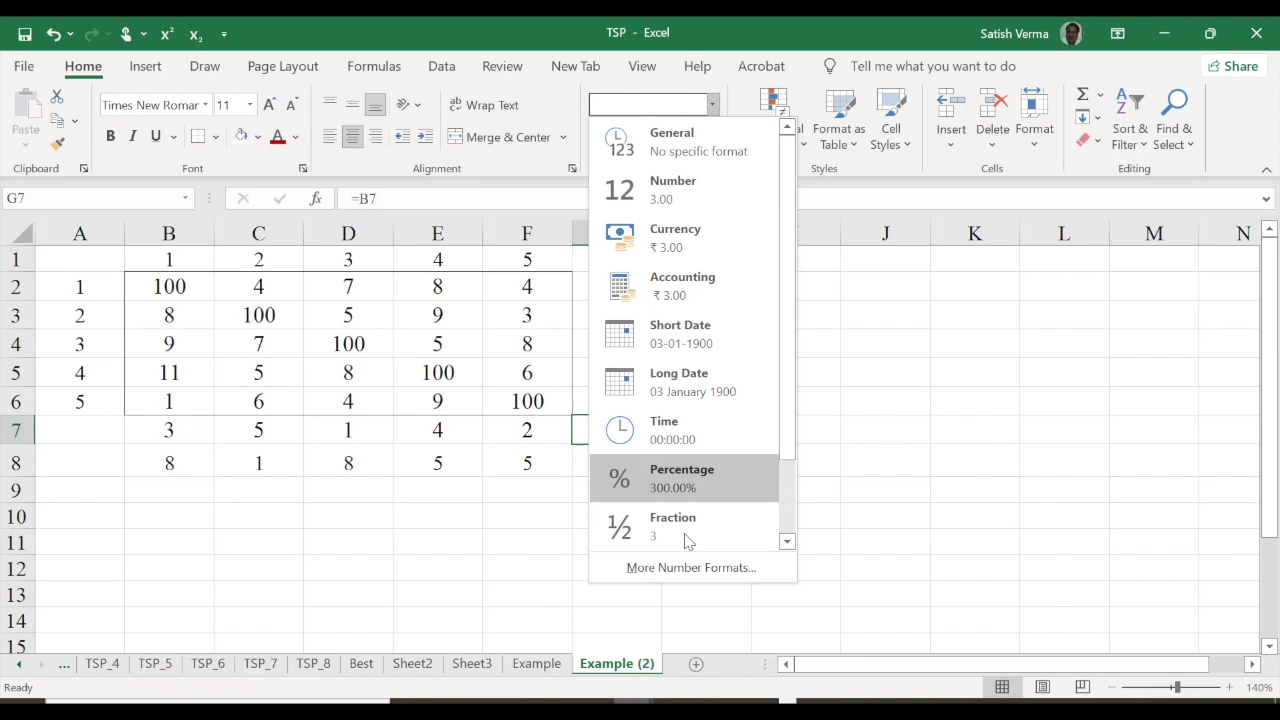 TSP - Excel
Satish Verma
File Home Insert Draw Page Layout Formulas Data Review New Tab View Help Acrobat Tell me what you want to do Share
Paste
Times New Roman 11
Wrap Text
Merge & Center
B I U
Format as Table
Cell Styles
Insert
Delete
Format
Sort & Filter
Find & Select
Clipboard Font Alignment Styles Cells Editing
G7 fx =B7
A B C D E F J K L M N
1 1 2 3 4 5
2 1 100 4 7 8 4
3 2 8 100 5 9 3
4 3 9 7 100 5 8
5 4 11 5 8 100 6
6 5 1 6 4 9 100
7 3 5 1 4 2
8 8 1 8 5 5
9
10
11
12
13
14
15
General
No specific format
Number
3.00
Currency
₹ 3.00
Accounting
₹ 3.00
Short Date
03-01-1900
Long Date
03 January 1900
Time
00:00:00
Percentage
300.00%
Fraction
3
More Number Formats...
... TSP_4 TSP_5 TSP_6 TSP_7 TSP_8 Best Sheet2 Sheet3 Example Example (2)
Ready
140%